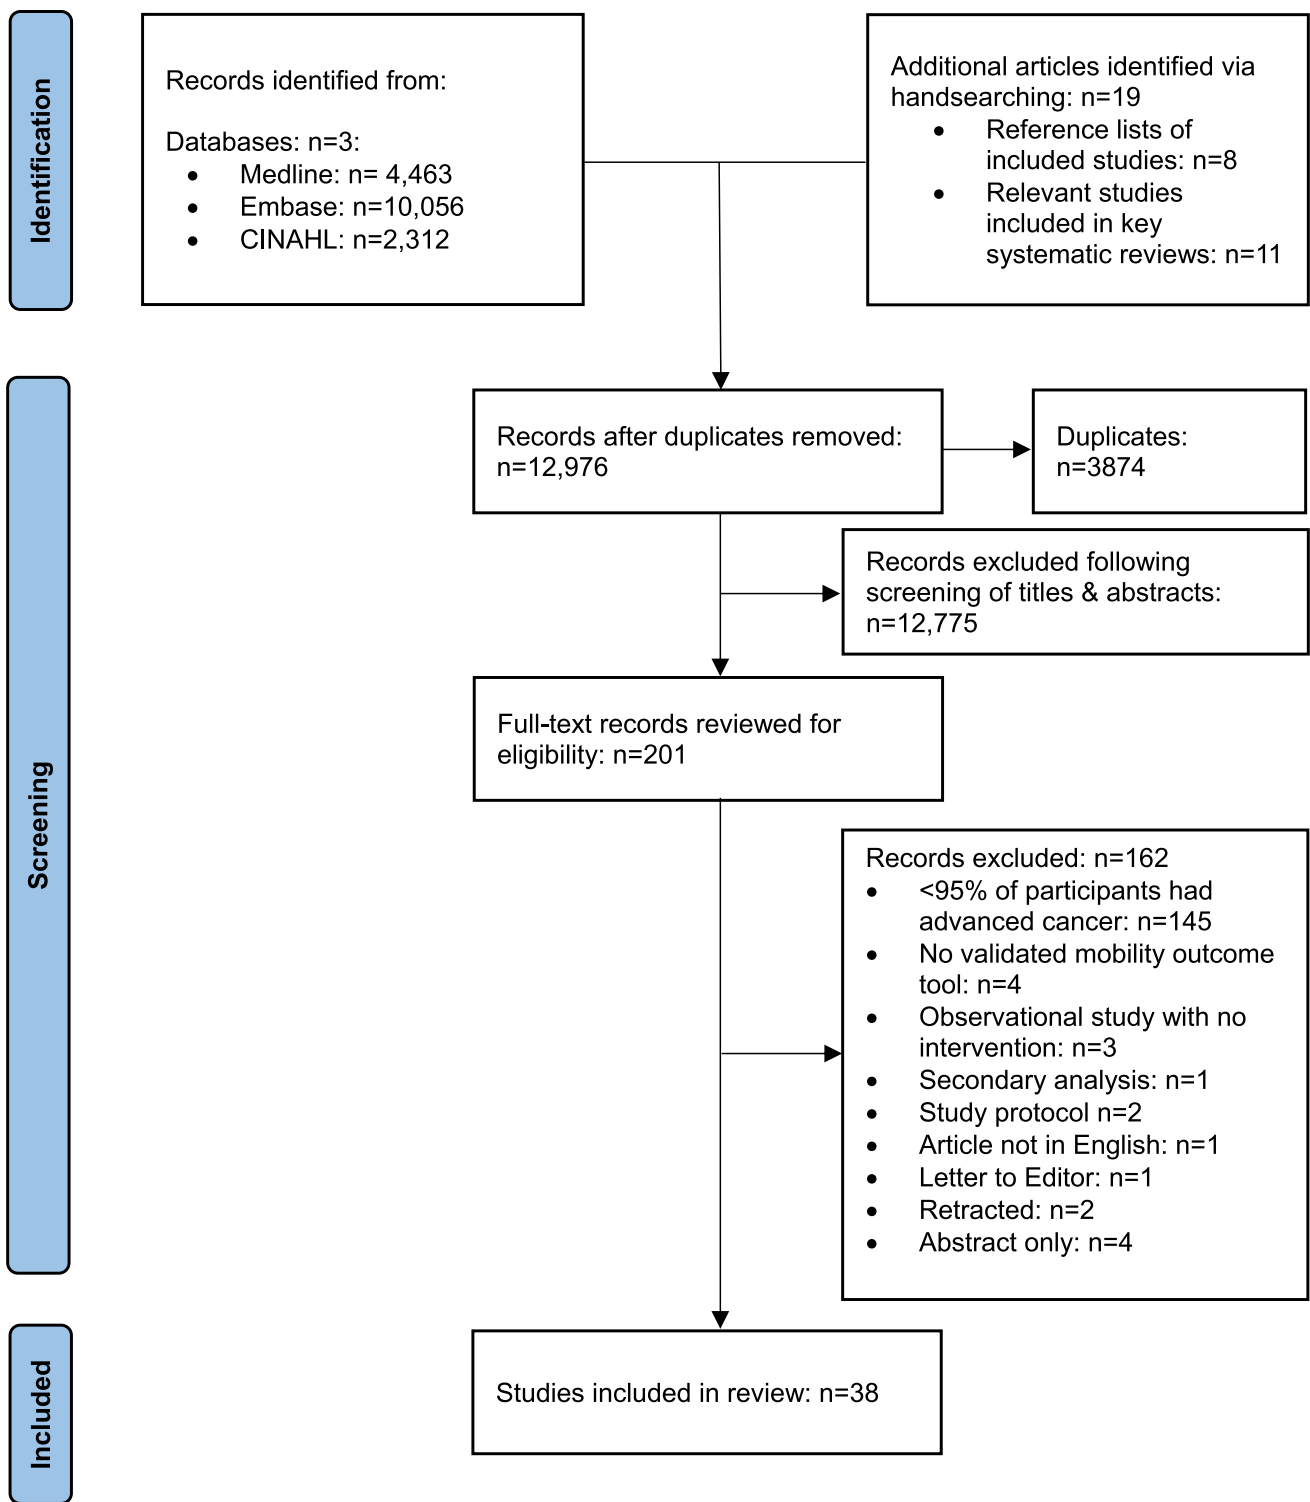 Identification
Records identified from:
Databases: n=3:
• Medline: n= 4,463
• Embase: n=10,056
• CINAHL: n=2,312
Additional articles identified via
handsearching: n=19
• Reference lists of
included studies: n=8
• Relevant studies
included in key
systematic reviews: n=11
Screening
Records after duplicates removed:
n=12,976
Duplicates:
n=3874
Records excluded following
screening of titles & abstracts:
n=12,775
Full-text records reviewed for
eligibility: n=201
Records excluded: n=162
• <95% of participants had
advanced cancer: n=145
• No validated mobility outcome
tool: n=4
• Observational study with no
intervention: n=3
• Secondary analysis: n=1
• Study protocol n=2
• Article not in English: n=1
• Letter to Editor: n=1
• Retracted: n=2
• Abstract only: n=4
Included
Studies included in review: n=38